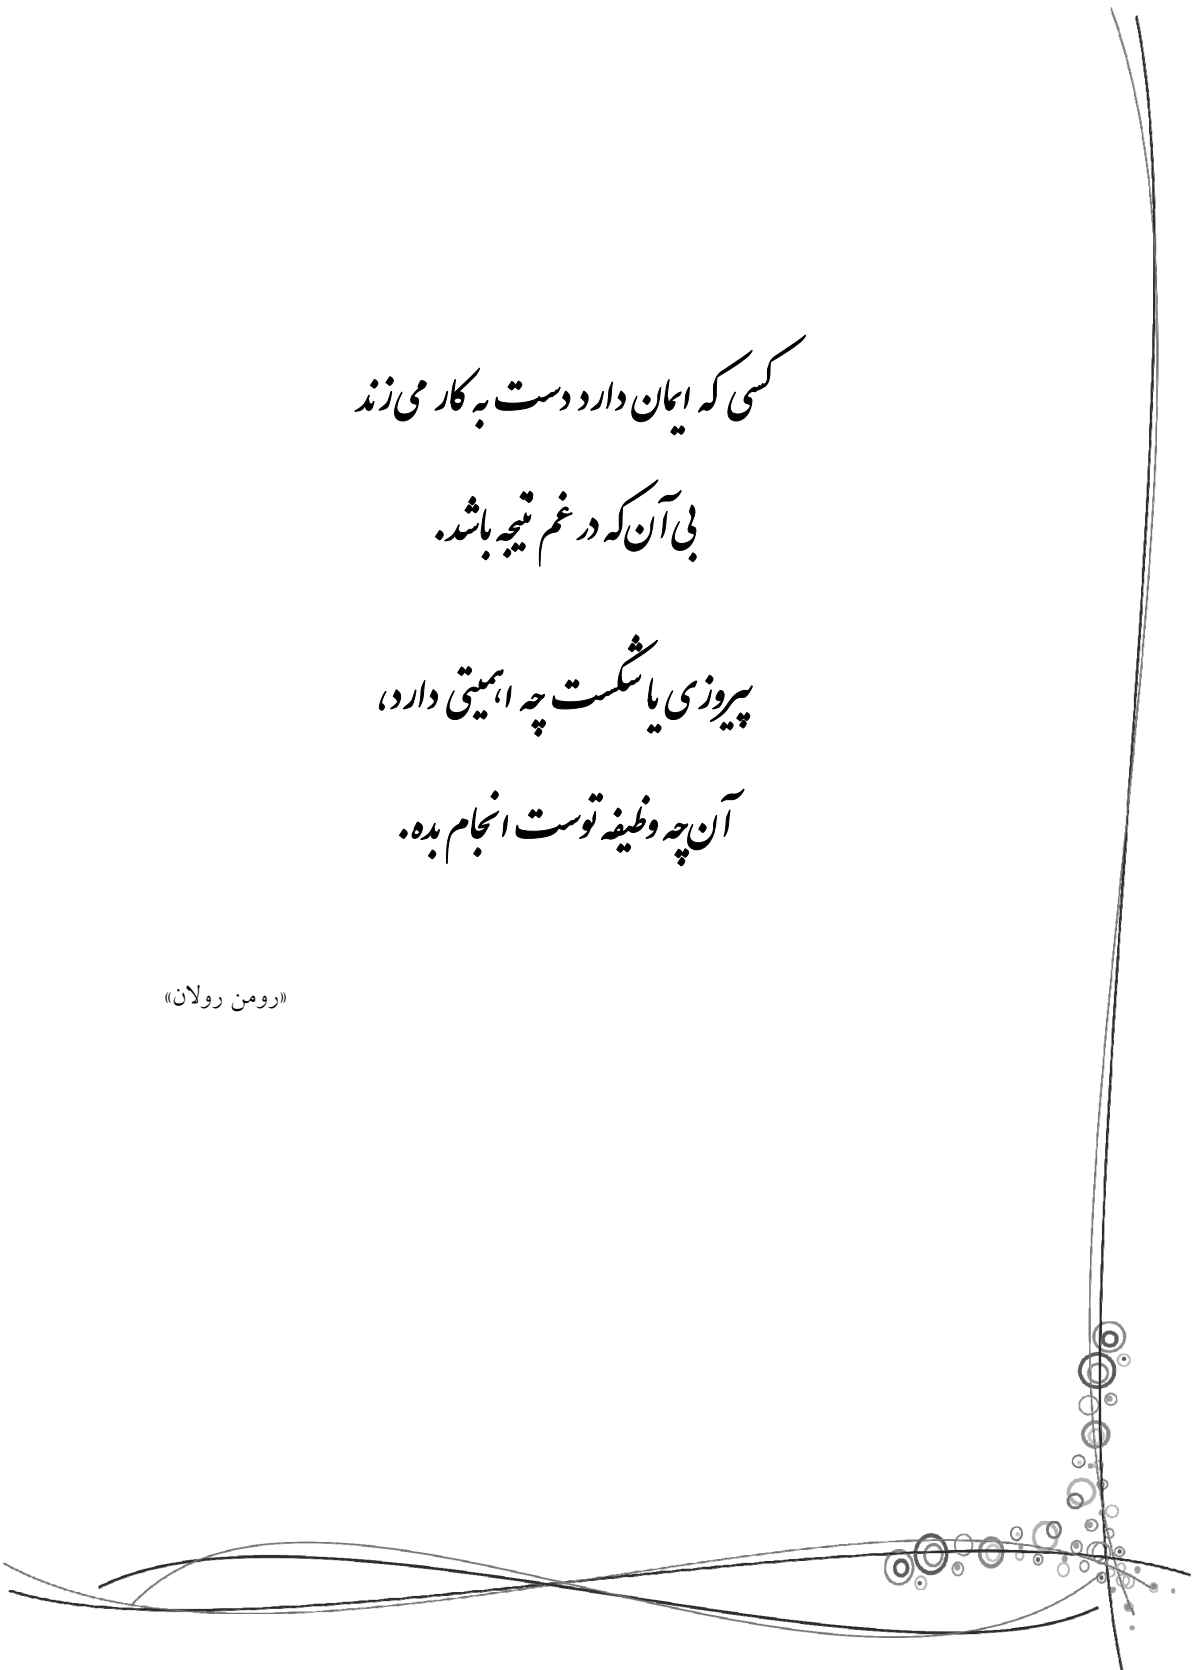 کسی که ایمان دارد دست به کار می‌زند
بی‌آن‌که در غم نتیجه باشد.
پیروزی یا شکست چه اهمیتی دارد،
آن‌چه وظیفه توست انجام بده.
«رومن رولان»